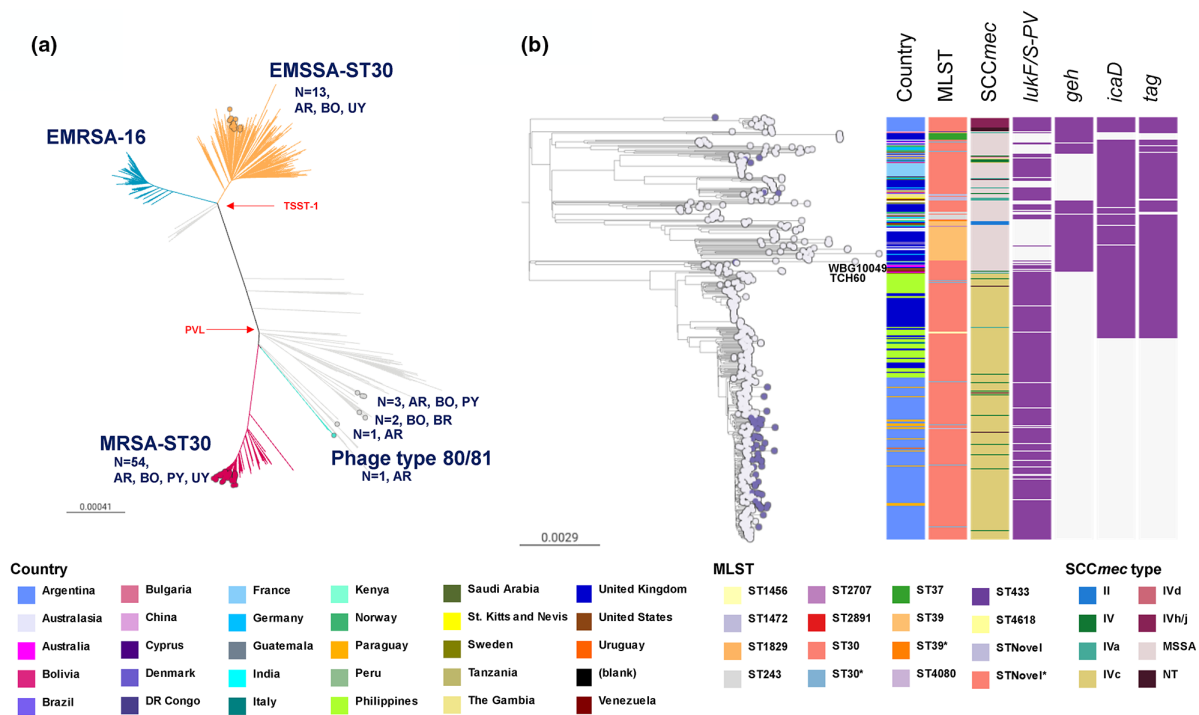 (a)
EMSSA-ST30
N=13,
AR, BO, UY
EMRSA-16
TSST-1
PVL
N=3, AR, BO, PY
N=2, BO, BR
N=1, AR
MRSA-ST30
N=54,
AR, BO, PY, UY
Phage type 80/81
N=1, AR
0.00041
(b)
Country
MLST
SCCmec
lukF/S-PV
geh
icaD
tag
WBG10049
TCH60
0.0029
Country
Argentina
Australasia
Australia
Bolivia
Brazil
Bulgaria
China
Cyprus
Denmark
DR Congo
France
Germany
Guatemala
India
Italy
Kenya
Norway
Paraguay
Peru
Philippines
Saudi Arabia
St. Kitts and Nevis
Sweden
Tanzania
The Gambia
United Kingdom
United States
Uruguay
(blank)
Venezuela
MLST
ST1456
ST1472
ST1829
ST243
ST2707
ST2891
ST30
ST30*
ST37
ST39
ST39*
ST4080
ST433
ST4618
STNovel
STNovel*
SCCmec type
II
IV
IVa
IVc
IVd
IVh/j
MSSA
NT